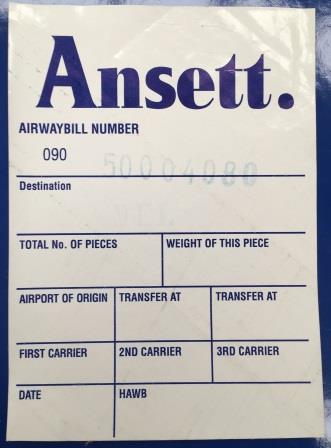 Ansett.
AIRWAYBILL NUMBER
090 50004080
Destination
MEL
TOTAL No. OF PIECES WEIGHT OF THIS PIECE
AIRPORT OF ORIGIN TRANSFER AT TRANSFER AT
FIRST CARRIER 2ND CARRIER 3RD CARRIER
DATE HAWB